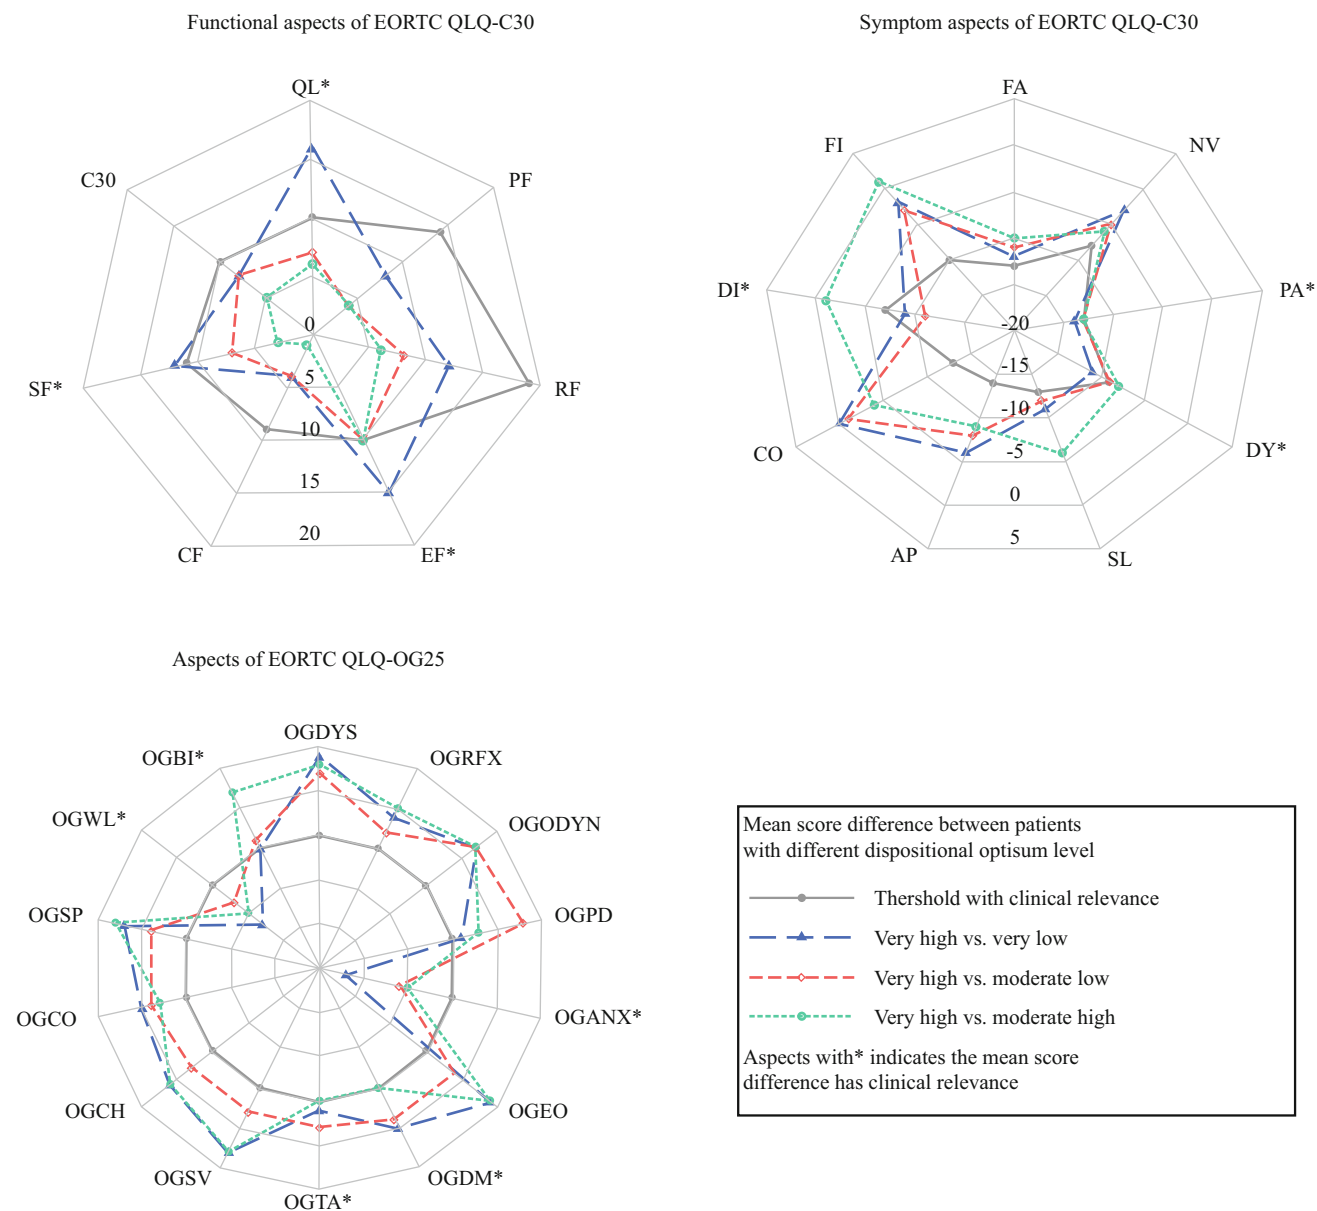 Functional aspects of EORTC QLQ-C30
QL*
C30
PF
0
5
SF*
RF
10
15
20
CF
EF*
Symptom aspects of EORTC QLQ-C30
FA
FI
NV
DI*
PA*
-20
-15
-10
CO
DY*
-5
0
5
AP
SL
Aspects of EORTC QLQ-OG25
OGDYS
OGBI*
OGRFX
OGWL*
OGODYN
OGSP
OGPD
OGCO
OGANX*
OGCH
OGEO
OGSV
OGDM*
OGTA*
Mean score difference between patients
with different dispositional optisum level
Thershold with clinical relevance
Very high vs. very low
Very high vs. moderate low
Very high vs. moderate high
Aspects with* indicates the mean score
difference has clinical relevance